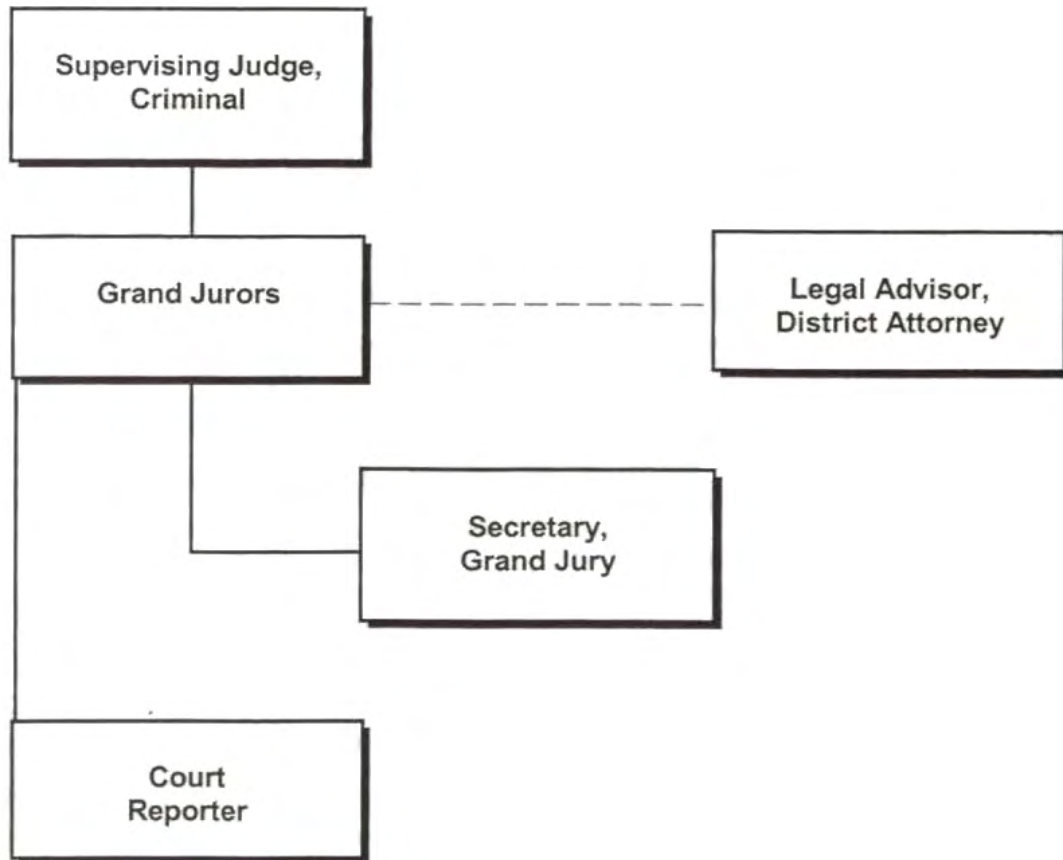 Supervising Judge,
Criminal
Grand Jurors
Legal Advisor,
District Attorney
Secretary,
Grand Jury
Court
Reporter